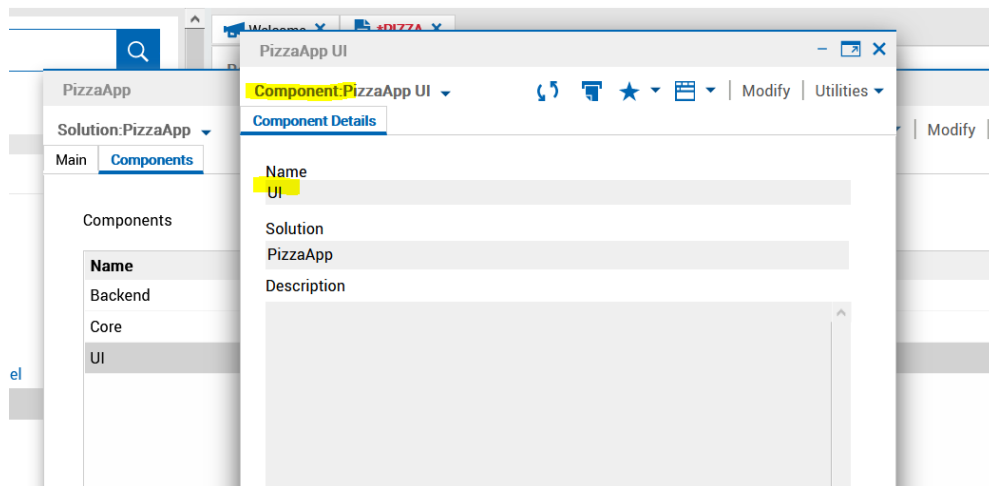 *PIZZA
PizzaApp UI
PizzaApp
Component:PizzaApp UI
Modify
Utilities
Component Details
Solution:PizzaApp
Modify
Main
Components
Name
UI
Components
Solution
PizzaApp
Name
Description
Backend
Core
UI
el